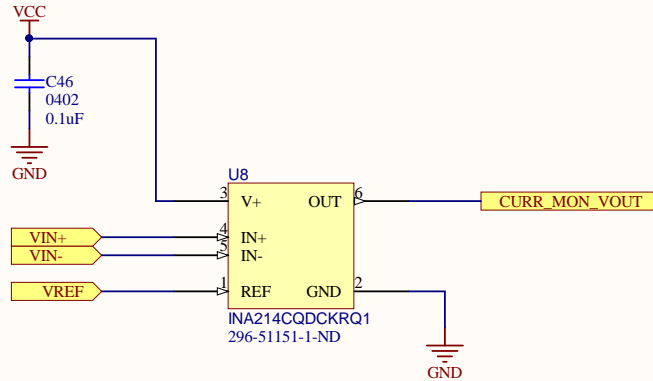 VCC
C46
0402
0.1uF
GND
U8
3
V+
OUT
6
CURR_MON_VOUT
VIN+
4
IN+
VIN-
5
IN-
VREF
1
REF
GND
2
INA214CQDCKRQ1
296-51151-1-ND
GND